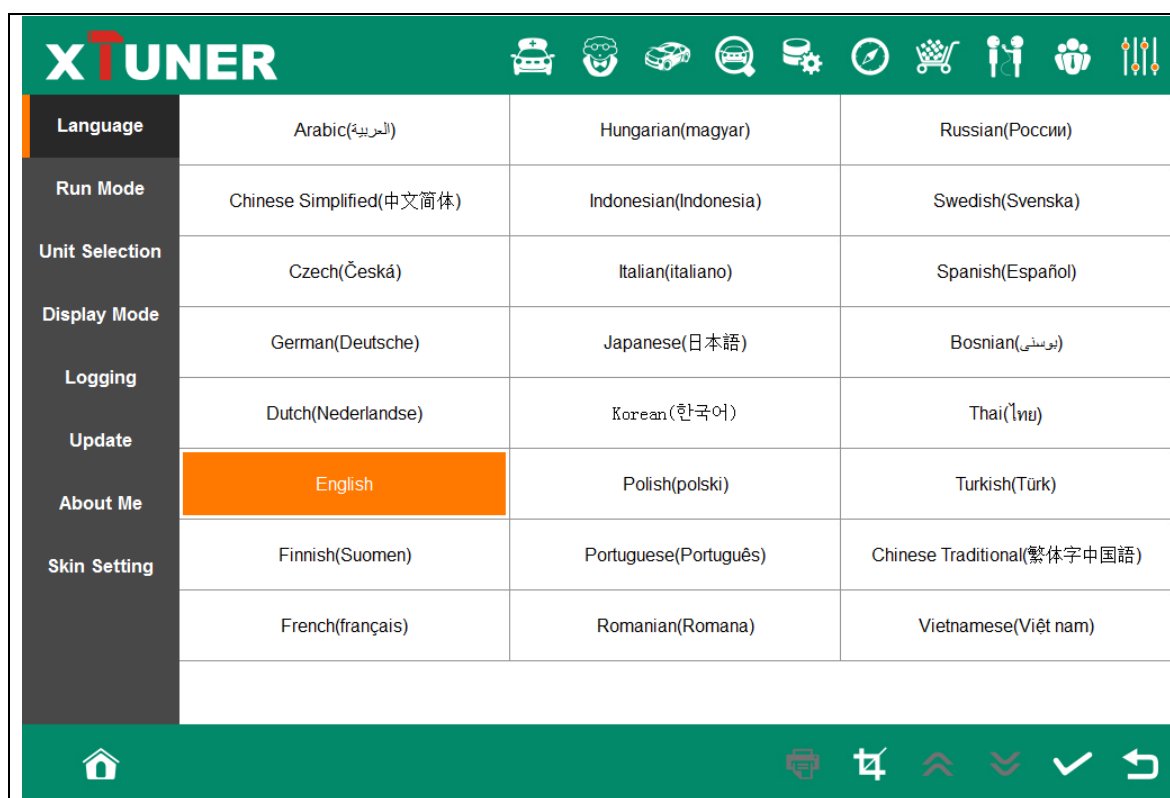 XTUNER
Language
Run Mode
Unit Selection
Display Mode
Logging
Update
About Me
Skin Setting
Arabic(العربية) Hungarian(magyar) Russian(России)
Chinese Simplified(中文简体) Indonesian(Indonesia) Swedish(Svenska)
Czech(Česká) Italian(italiano) Spanish(Español)
German(Deutsche) Japanese(日本語) Bosnian(بوسنی)
Dutch(Nederlandse) Korean(한국어) Thai(ไทย)
English Polish(polski) Turkish(Türk)
Finnish(Suomen) Portuguese(Português) Chinese Traditional(繁体字中国語)
French(français) Romanian(Romana) Vietnamese(Việt nam)